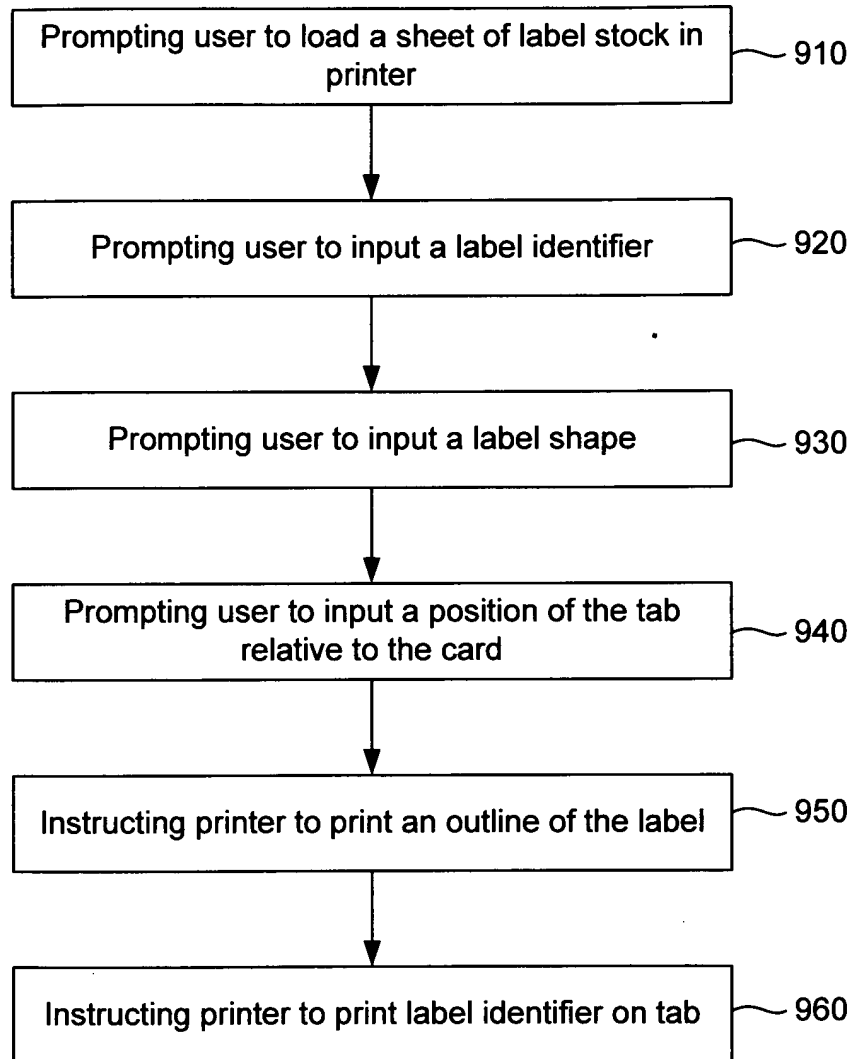 Prompting user to load a sheet of label stock in
printer
910
Prompting user to input a label identifier
920
Prompting user to input a label shape
930
Prompting user to input a position of the tab
relative to the card
940
Instructing printer to print an outline of the label
950
Instructing printer to print label identifier on tab
960